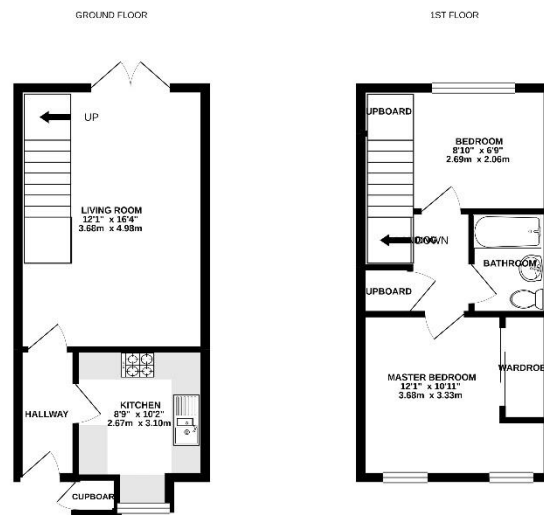 GROUND FLOOR
UP
LIVING ROOM
12'1" x 16'4"
3.68m x 4.98m
KITCHEN
8'9" x 10'2"
2.67m x 3.10m
HALLWAY
CUPBOAR
1ST FLOOR
UPBOARD
BEDROOM
8'10" x 6'9"
2.69m x 2.06m
DOWN
BATHROOM
UPBOARD
MASTER BEDROOM
12'1" x 10'11"
3.68m x 3.33m
WARDROBE